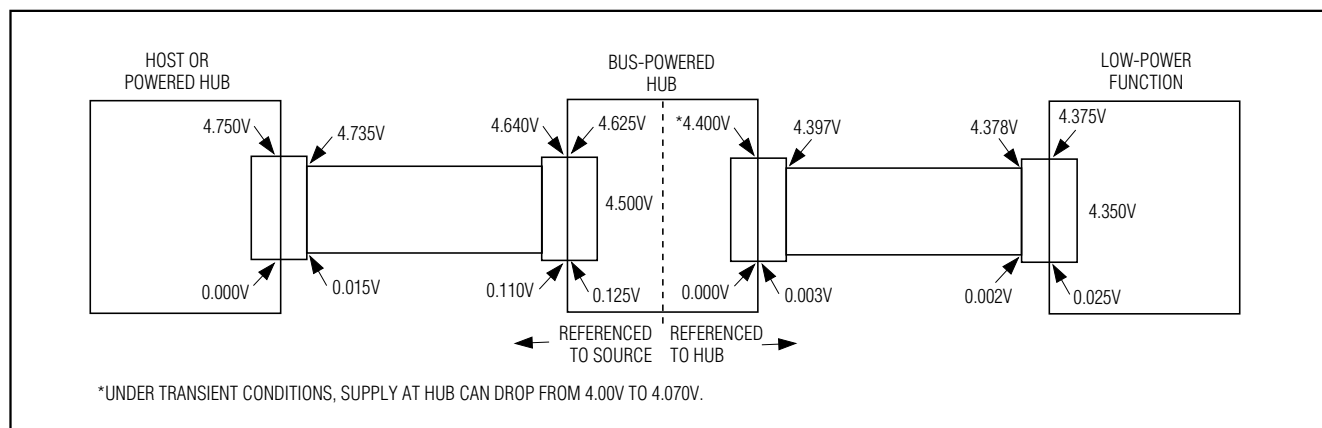 HOST OR
POWERED HUB
BUS-POWERED
HUB
LOW-POWER
FUNCTION
4.750V
4.735V
4.640V
4.625V
*4.400V
4.397V
4.378V
4.375V
4.500V
4.350V
0.000V
0.015V
0.110V
0.125V
0.000V
0.003V
0.002V
0.025V
REFERENCED
TO SOURCE
REFERENCED
TO HUB
*UNDER TRANSIENT CONDITIONS, SUPPLY AT HUB CAN DROP FROM 4.00V TO 4.070V.